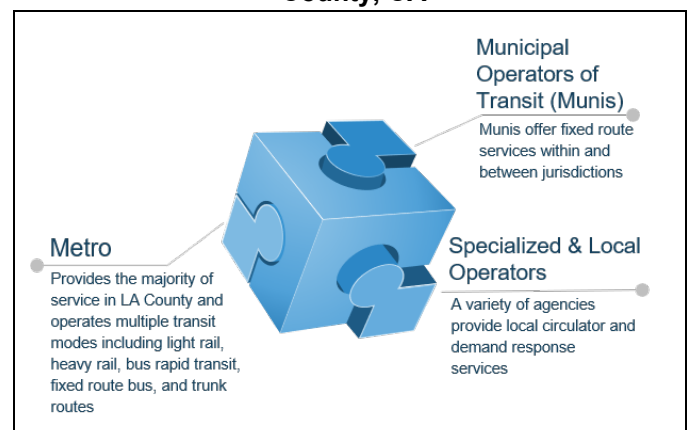 Municipal
Operators of
Transit (Munis)
Munis offer fixed route
services within and
between jurisdictions
Metro
Provides the majority of
service in LA County and
operates multiple transit
modes including light rail,
heavy rail, bus rapid transit,
fixed route bus, and trunk
routes
Specialized & Local
Operators
A variety of agencies
provide local circulator and
demand response
services